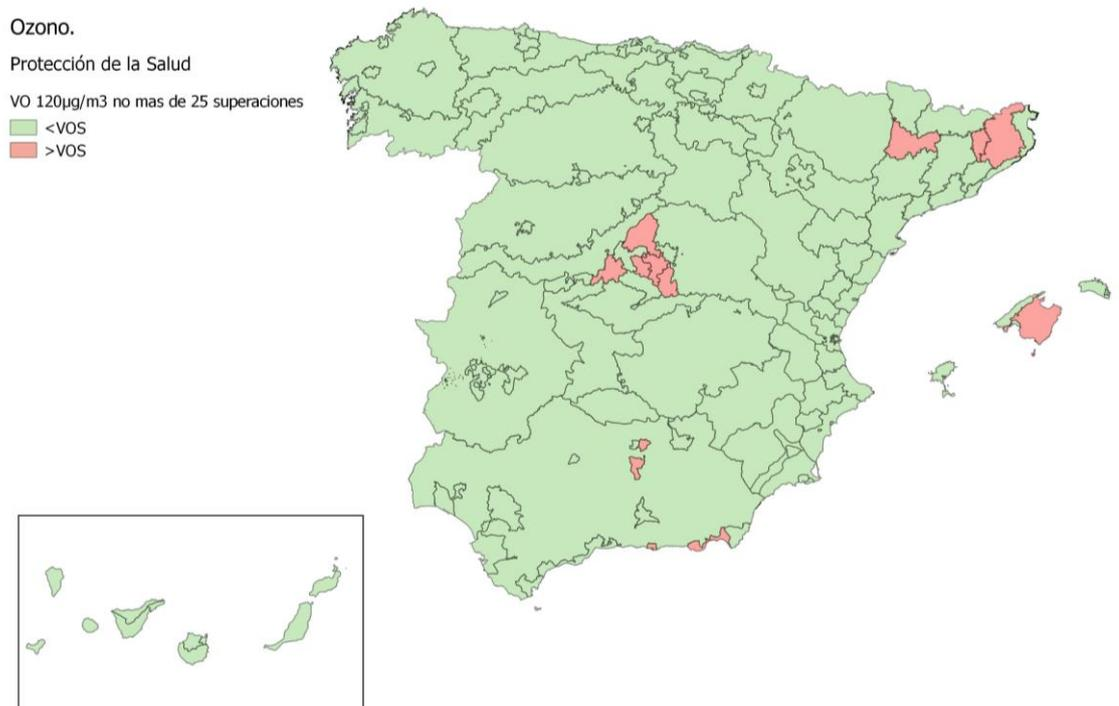 Ozono.
Protección de la Salud
VO 120µg/m3 no mas de 25 superaciones
<VOS
>VOS